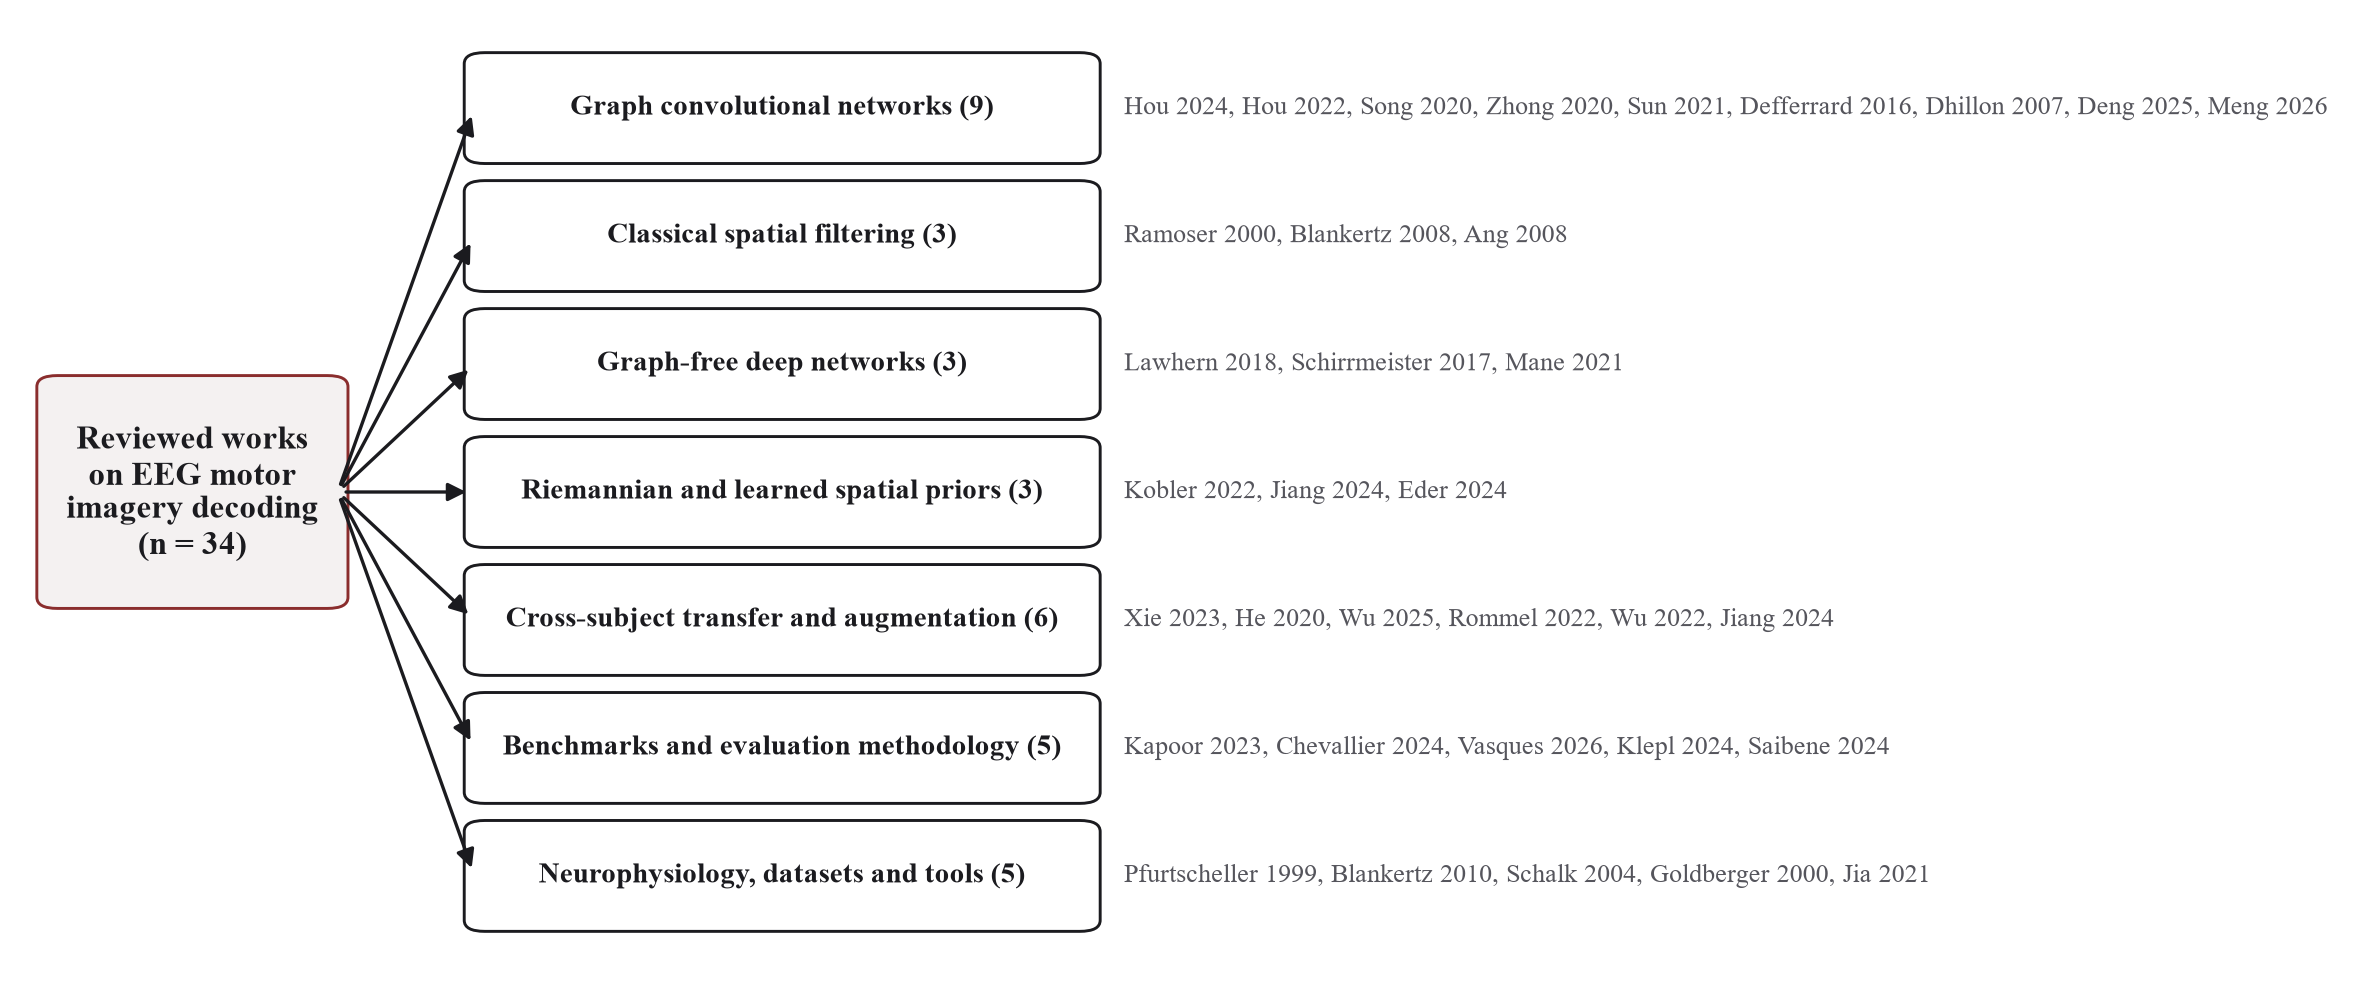 Reviewed works
on EEG motor
imagery decoding
(n = 34)
Graph convolutional networks (9)
Hou 2024, Hou 2022, Song 2020, Zhong 2020, Sun 2021, Defferrard 2016, Dhillon 2007, Deng 2025, Meng 2026
Classical spatial filtering (3)
Ramoser 2000, Blankertz 2008, Ang 2008
Graph-free deep networks (3)
Lawhern 2018, Schirrmeister 2017, Mane 2021
Riemannian and learned spatial priors (3)
Kobler 2022, Jiang 2024, Eder 2024
Cross-subject transfer and augmentation (6)
Xie 2023, He 2020, Wu 2025, Rommel 2022, Wu 2022, Jiang 2024
Benchmarks and evaluation methodology (5)
Kapoor 2023, Chevallier 2024, Vasques 2026, Klepl 2024, Saibene 2024
Neurophysiology, datasets and tools (5)
Pfurtscheller 1999, Blankertz 2010, Schalk 2004, Goldberger 2000, Jia 2021